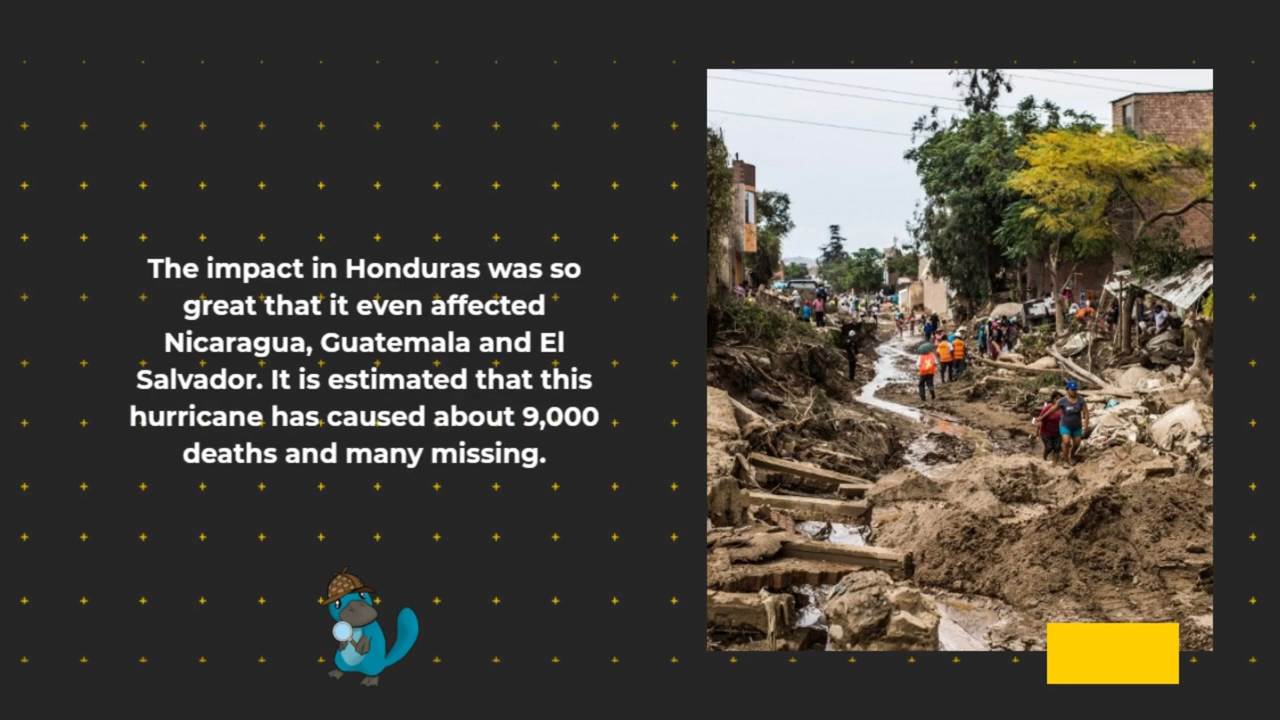 The impact in Honduras was so
great that it even affected
Nicaragua, Guatemala and El
Salvador. It is estimated that this
hurricane has caused about 9,000
deaths and many missing.